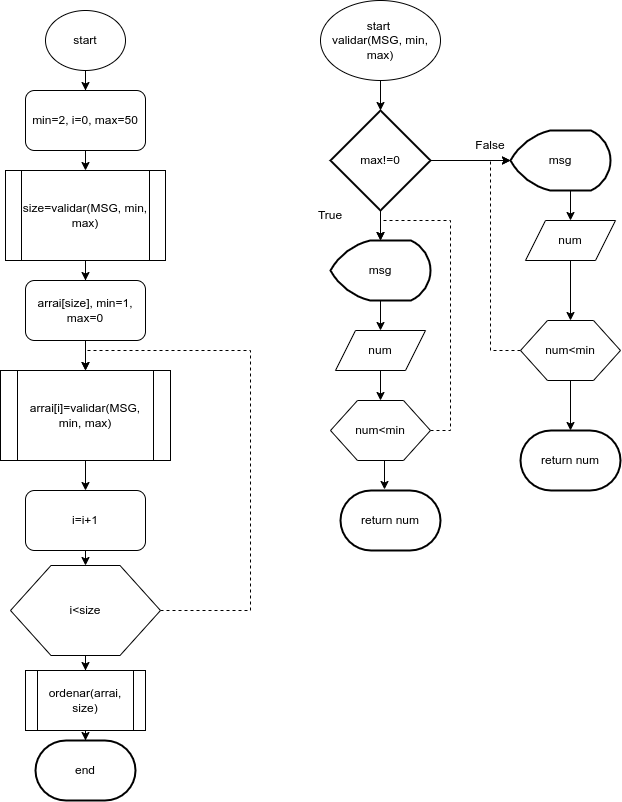 start
min=2, i=0, max=50
size=validar(MSG, min,
max)
arrai[size], min=1,
max=0
arrai[i]=validar(MSG,
min, max)
i=i+1
i<size
ordenar(arrai,
size)
end
start
validar(MSG, min,
max)
max!=0
True
msg
num
num<min
return num
False
msg
num
num<min
return num